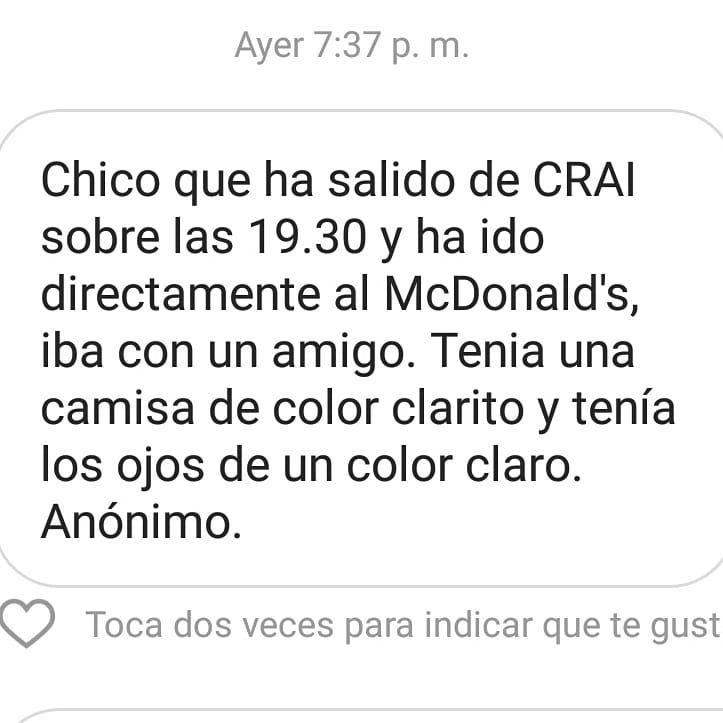 Ayer 7:37 p. m.
Chico que ha salido de CRAI
sobre las 19.30 y ha ido
directamente al McDonald's,
iba con un amigo. Tenia una
camisa de color clarito y tenía
los ojos de un color claro.
Anónimo.
Toca dos veces para indicar que te gust